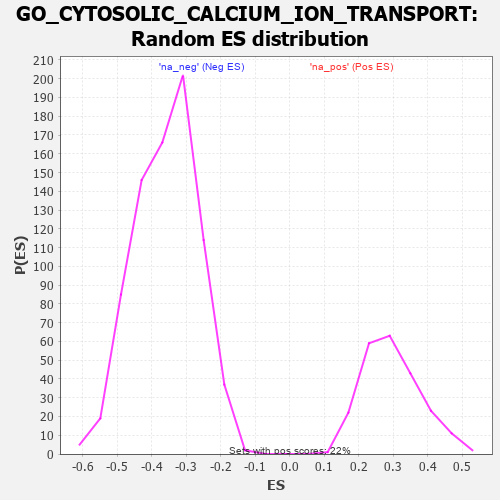 GO_CYTOSOLIC_CALCIUM_ION_TRANSPORT:
Random ES distribution
'na_neg' (Neg ES)
'na_pos' (Pos ES)
210
200
190
180
170
160
150
140
130
120
110
100
90
80
70
60
50
40
30
20
10
0
P(ES)
Sets with pos scores: 22%
-0.6 -0.5 -0.4 -0.3 -0.2 -0.1 0.0 0.1 0.2 0.3 0.4 0.5
ES